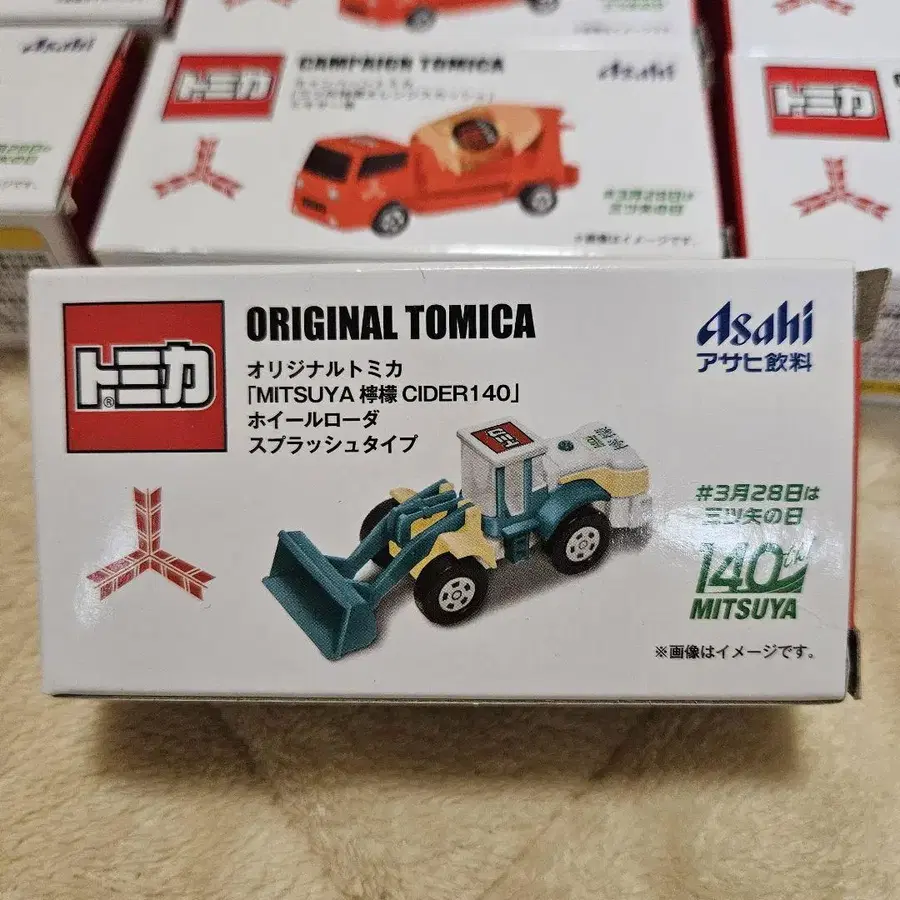 Asahi
トミカ
CAMPAIGN TOMICA
Asahi
トミカ
#3月28日は
三ツ矢の日
※画像はイメージです。
トミカ®
ORIGINAL TOMICA
オリジナルトミカ
「MITSUYA 檸檬 CIDER140」
ホイールローダ
スプラッシュタイプ
Asahi
アサヒ飲料
#3月28日は
三ツ矢の日
140th
MITSUYA
※画像はイメージです。